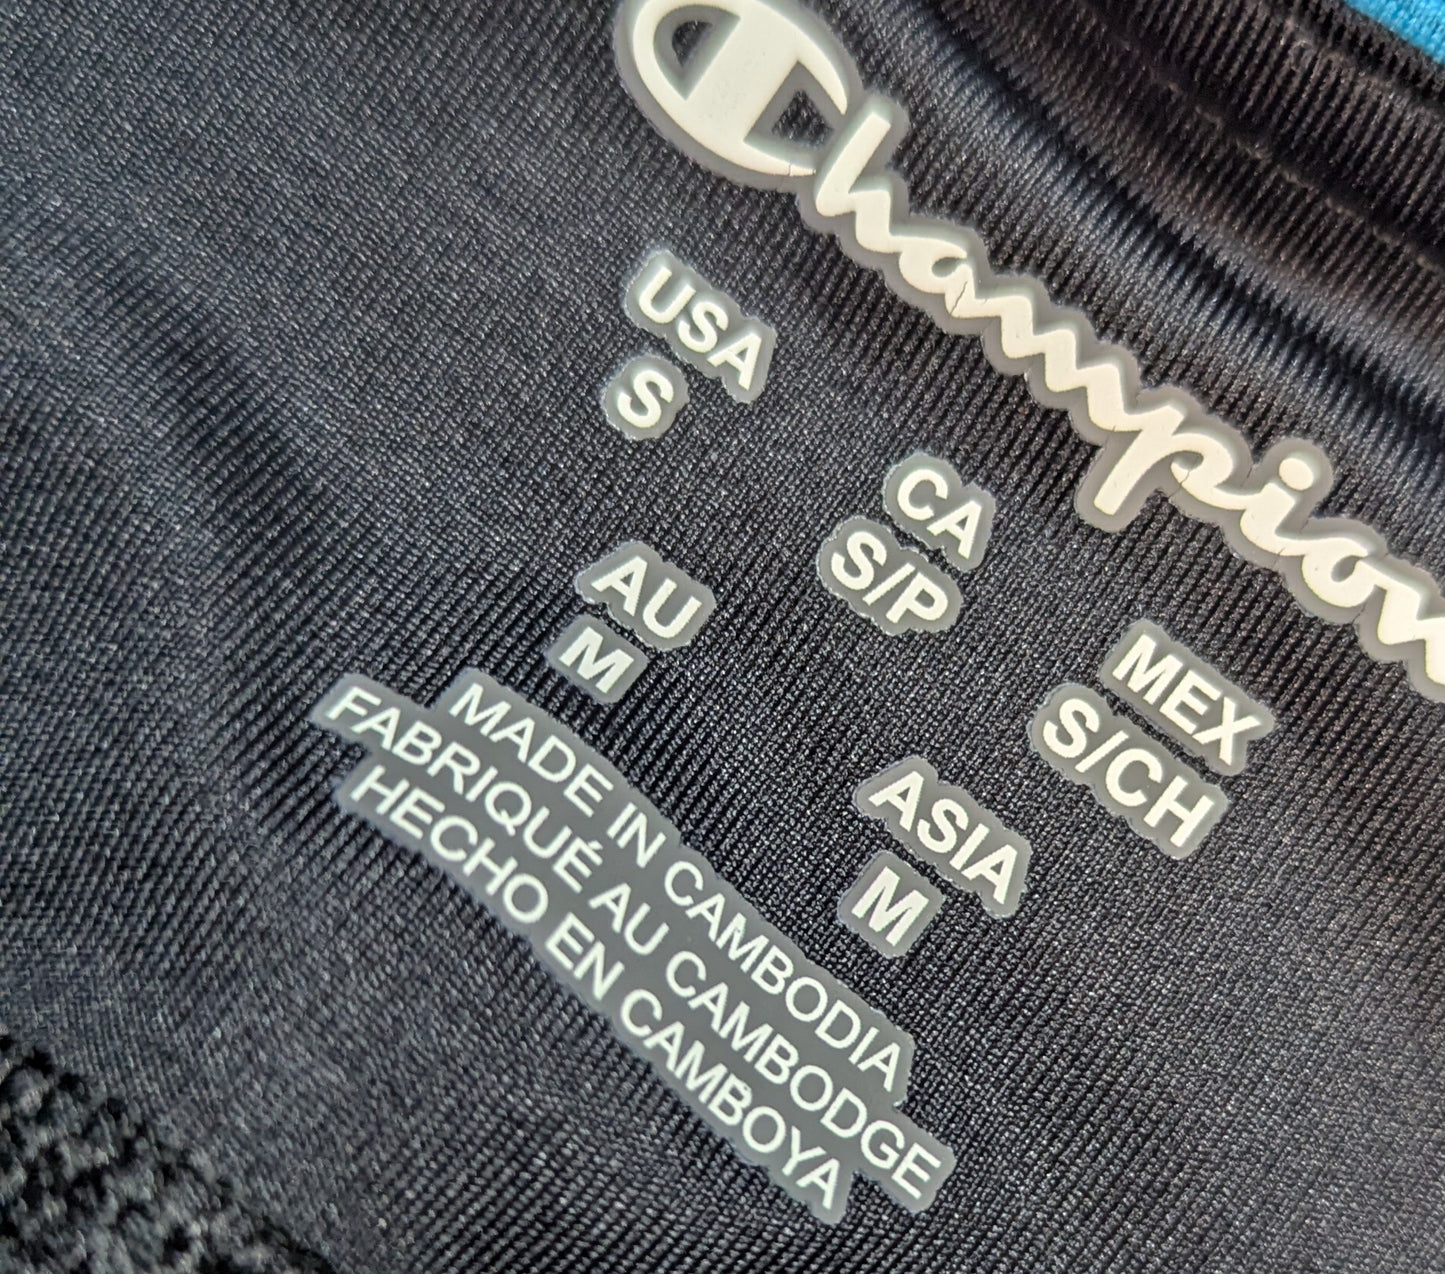 Champion
USA
S
CA
S/P
MEX
S/CH
AU
M
ASIA
M
MADE IN CAMBODIA
FABRIQUÉ AU CAMBODGE
HECHO EN CAMBOYA